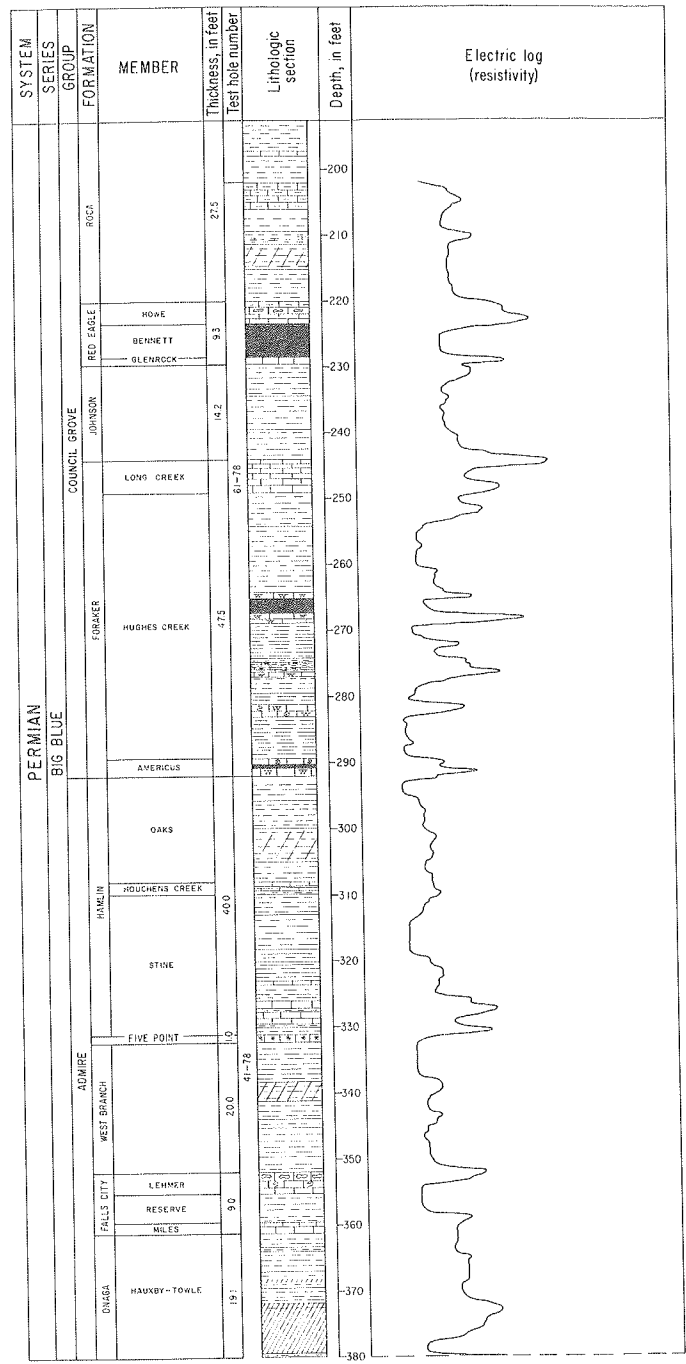 SYSTEM
SERIES
GROUP
FORMATION
MEMBER
Thickness, in feet
Test hole number
Lithologic
section
Depth, in feet
Electric log
(resistivity)
PERMIAN
BIG BLUE
COUNCIL GROVE
ADMIRE
ROCA
27.5
RED EAGLE
HOWE
BENNETT
GLENROCK
9.3
JOHNSON
14.2
FORAKER
LONG CREEK
HUGHES CREEK
AMERICUS
47.5
61-78
HAMLIN
OAKS
HOUCHENS CREEK
STINE
40.0
FIVE POINT
1.0
41-78
WEST BRANCH
20.0
FALLS CITY
LEHMER
RESERVE
MILES
9.0
ONAGA
HAUXBY-TOWLE
19.1
200
210
220
230
240
250
260
270
280
290
300
310
320
330
340
350
360
370
380